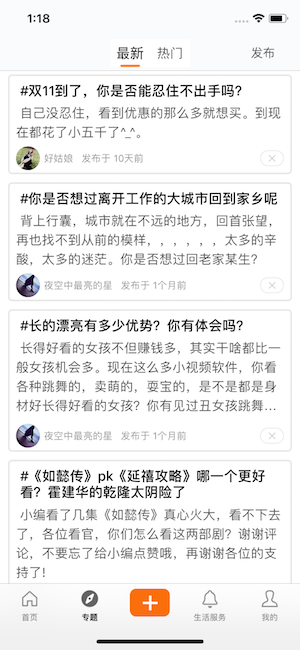 1:18
最新 热门 发布
#双11到了，你是否能忍住不出手吗？
自己没忍住，看到优惠的那么多就想买。到现
在都花了小五千了^_^。
好姑娘 发布于 10天前
#你是否想过离开工作的大城市回到家乡呢
背上行囊，城市就在不远的地方，回首张望，
再也找不到从前的模样，，，，，，太多的辛
酸，太多的迷茫。你是否想过回老家某生？
夜空中最亮的星 发布于 1个月前
#长的漂亮有多少优势？你有体会吗？
长得好看的女孩不但赚钱多，其实干啥都比一
般女孩机会多。现在这么多小视频软件，你看
各种跳舞的，卖萌的，耍宝的，是不是都是身
材好长得好看的女孩？你有见过丑女孩跳舞...
夜空中最亮的星 发布于 1个月前
#《如懿传》pk《延禧攻略》哪一个更好
看？霍建华的乾隆太阴险了
小编看了几集《如懿传》真心火大，看不下去
了，各位看官，你们怎么看这两部剧？谢谢评
论，不要忘了给小编点赞哦，再谢谢各位的支
持了！
首页 专题 生活服务 我的